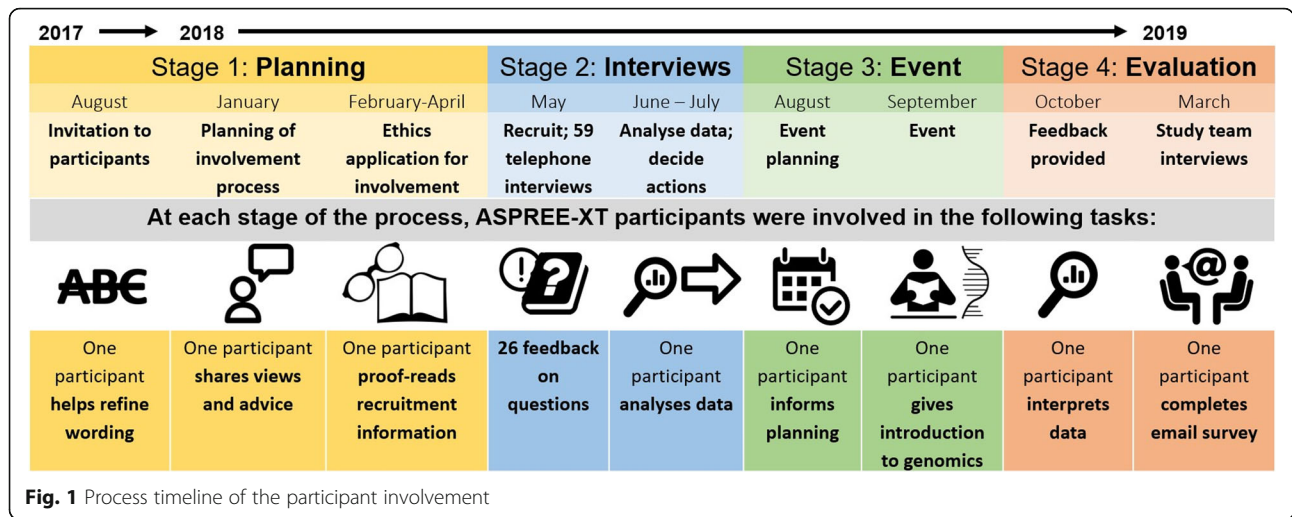 2017 2018 2019
Stage 1: Planning Stage 2: Interviews Stage 3: Event Stage 4: Evaluation
August January February-April May June – July August September October March
Invitation to Planning of Ethics Recruit; 59 Analyse data; Event Event Feedback Study team
participants involvement application for telephone decide planning provided interviews
process involvement interviews actions
At each stage of the process, ASPREE-XT participants were involved in the following tasks:
ABC
One One participant One participant 26 feedback One One One One One
participant shares views proof-reads on participant participant participant participant participant
helps refine and advice recruitment questions analyses data informs gives interprets completes
wording information planning introduction data email survey
to genomics
Fig. 1 Process timeline of the participant involvement